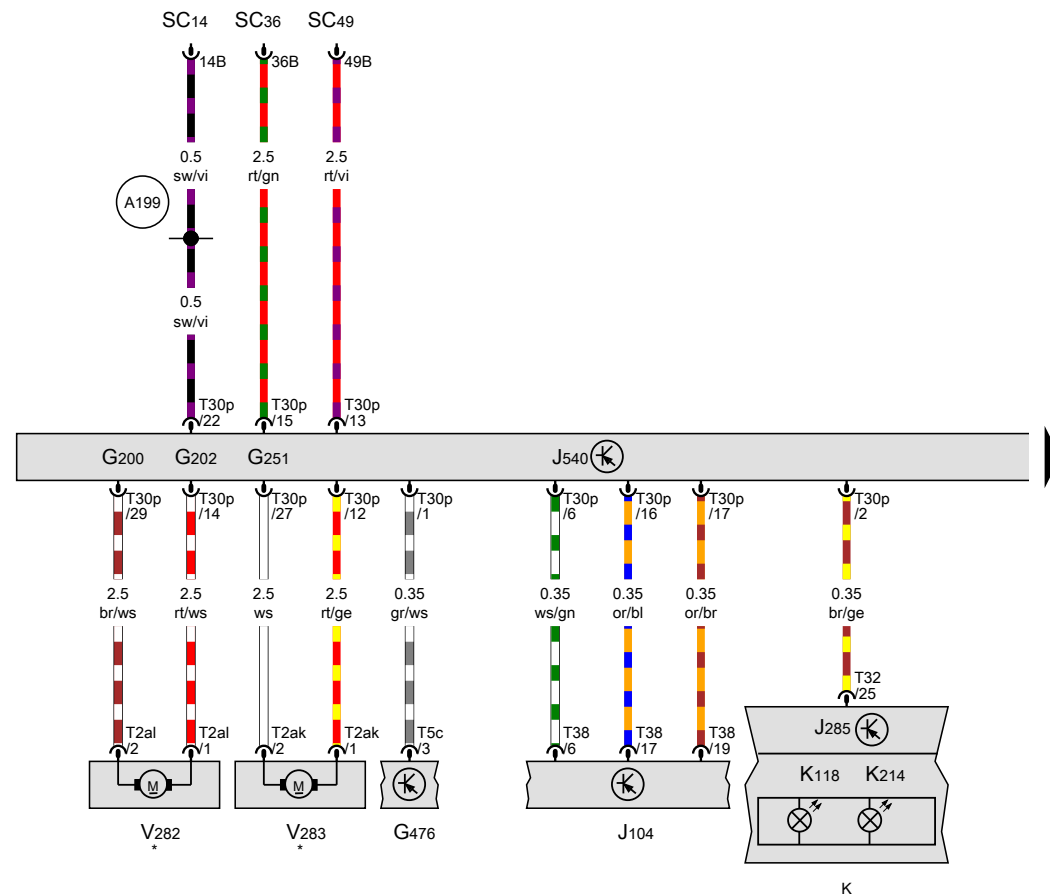 SC14 SC36 SC49
14B 36B 49B
0.5 2.5 2.5
sw/vi rt/gn rt/vi
A199
0.5
sw/vi
T30p T30p T30p
/22 /15 /13
G200 G202 G251 J540
T30p T30p T30p T30p T30p T30p T30p T30p T30p
/29 /14 /27 /12 /1 /6 /16 /17 /2
2.5 2.5 2.5 2.5 0.35 0.35 0.35 0.35 0.35
br/ws rt/ws ws rt/ge gr/ws ws/gn or/bl or/br br/ge
T32
/25
T2al T2al T2ak T2ak T5c T38 T38 T38
/2 /1 /2 /1 /3 /6 /17 /19
J285
M M
K118 K214
V282 V283 G476 J104
* *
K